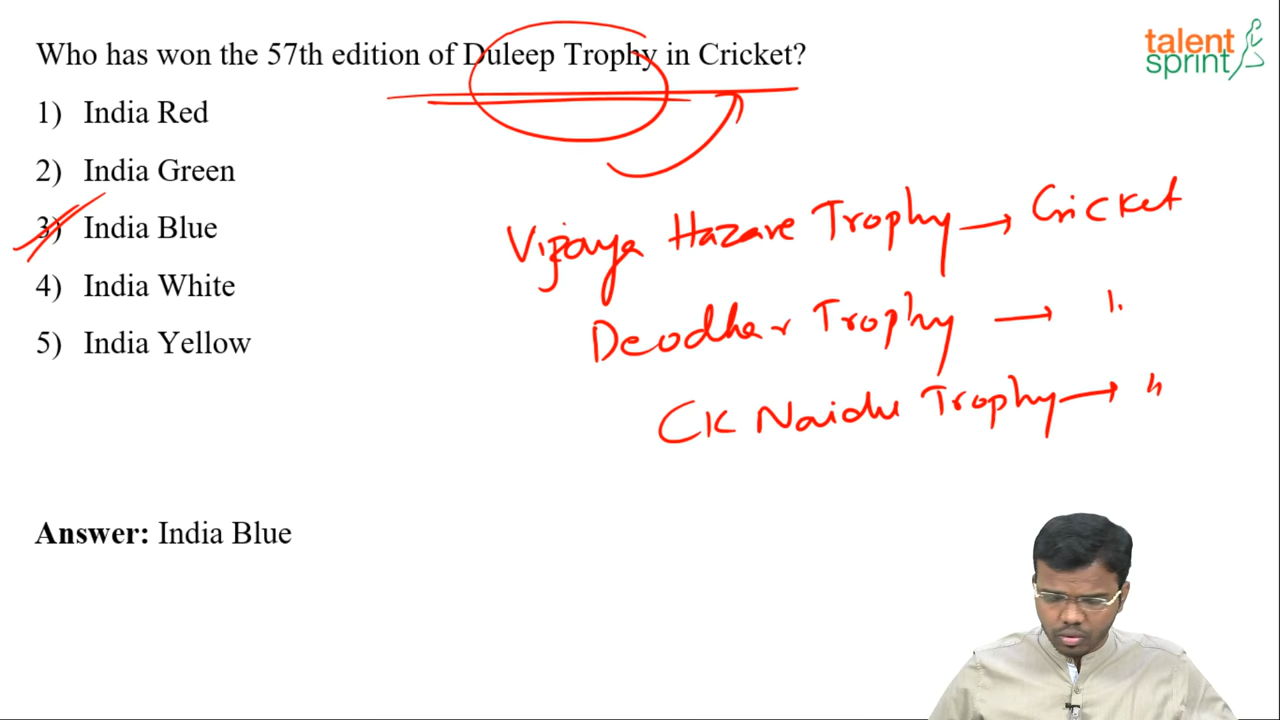 Who has won the 57th edition of Duleep Trophy in Cricket?
talent
sprint
1) India Red
2) India Green
3) India Blue
4) India White
5) India Yellow
Vijaya Hazare Trophy → Cricket
Deodhar Trophy → "
CK Naidu Trophy → "
Answer: India Blue